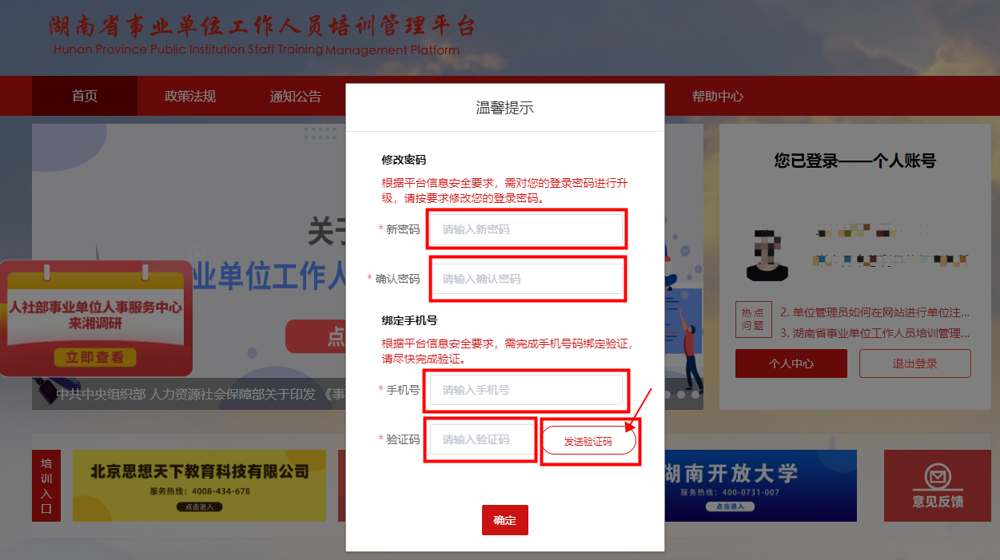 湖南省事业单位工作人员培训管理平台
Hunan Province Public Institution Staff Training Management Platform
首页
政策法规
通知公告
帮助中心
温馨提示
修改密码
根据平台信息安全要求，需对您的登录密码进行升
级，请按要求修改您的登录密码。
* 新密码
请输入新密码
* 确认密码
请输入确认密码
绑定手机号
根据平台信息安全要求，需完成手机号码绑定验证，
请尽快完成验证。
* 手机号
请输入手机号
* 验证码
请输入验证码
发送验证码
确定
关于
业单位工作人
点
人社部事业单位人事服务中心
来湘调研
立即查看
中共中央组织部 人力资源社会保障部关于印发 《事
您已登录——个人账号
热点
问题
2. 单位管理员如何在网站进行单位注...
3. 湖南省事业单位工作人员培训管理...
个人中心
退出登录
培
训
入
口
北京思想天下教育科技有限公司
服务热线：4008-434-678
点击进入
湖南开放大学
服务热线：400-0731-007
点击进入
意见反馈